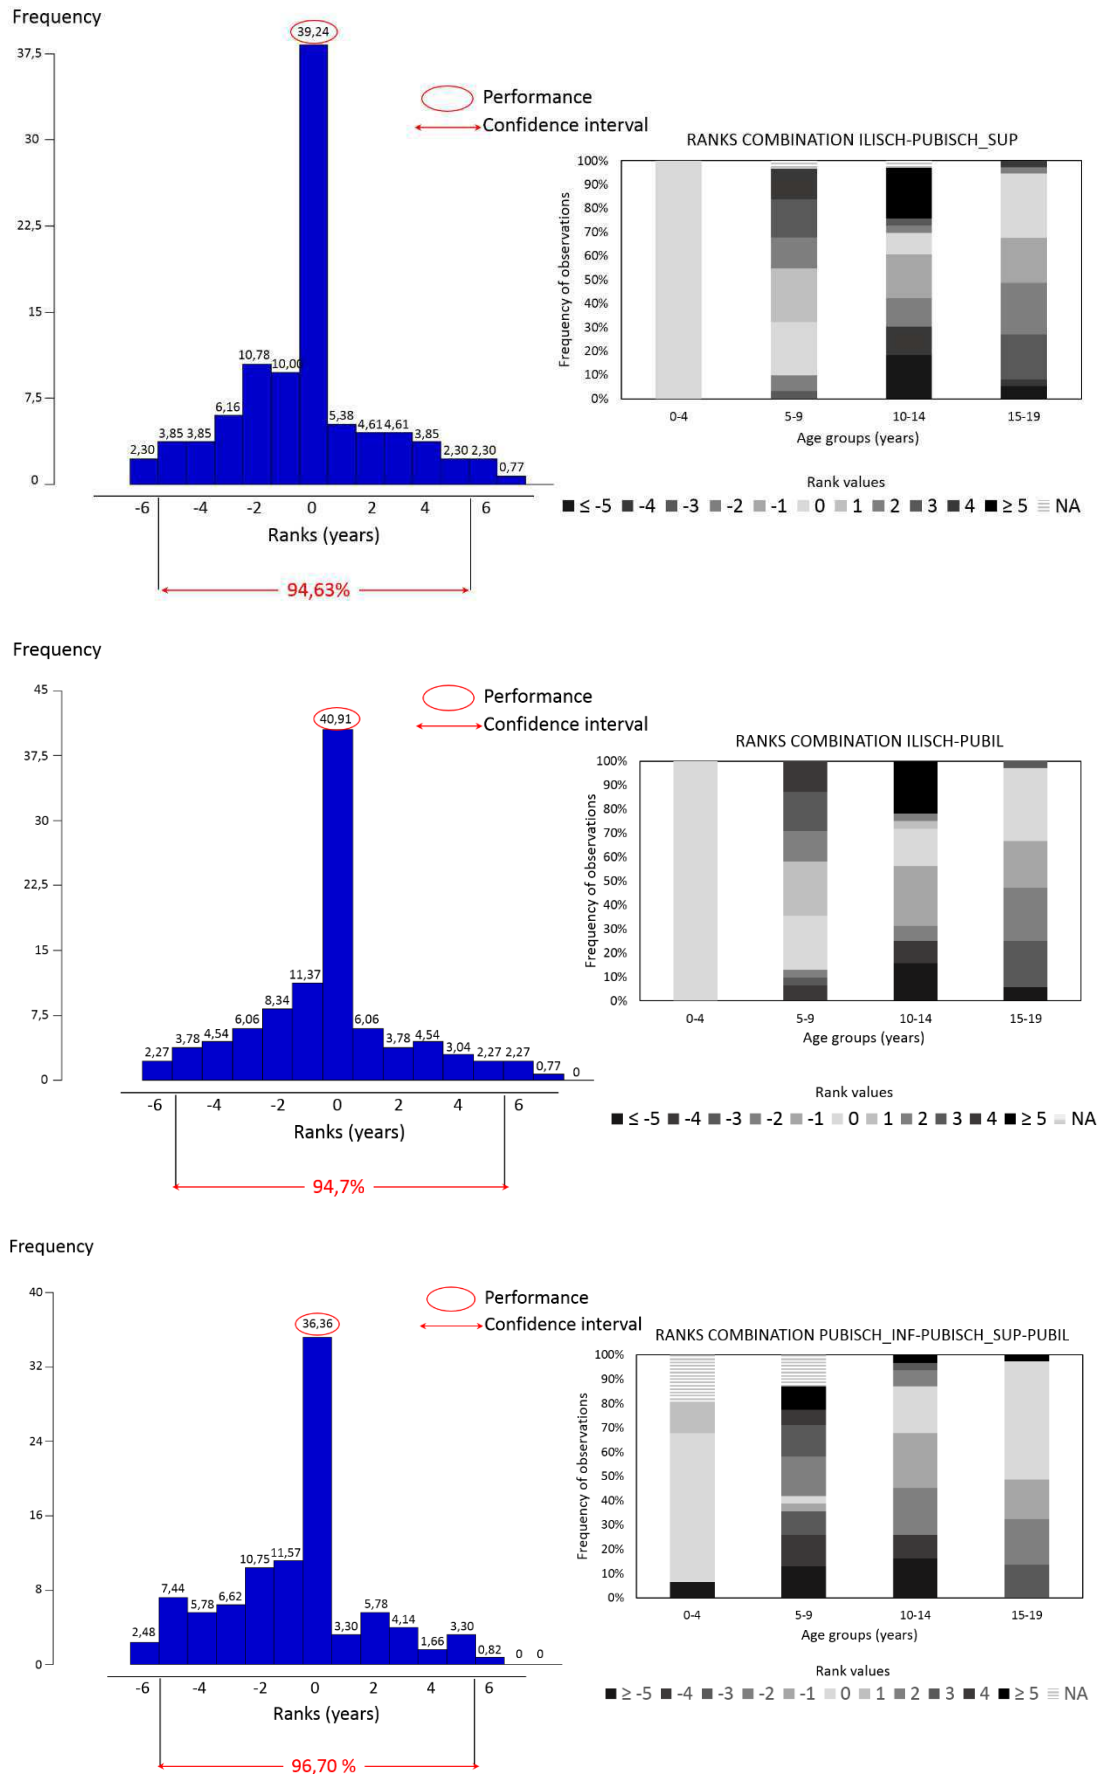 Frequency
39,24
37,5
30
22,5
15
7,5
0
2,30 3,85 3,85 6,16 10,78 10,00 5,38 4,61 4,61 3,85 2,30 2,30 0,77
-6 -4 -2 0 2 4 6
Ranks (years)
94,63%
Performance
Confidence interval
RANKS COMBINATION ILISCH-PUBISCH_SUP
Frequency of observations
100%
90%
80%
70%
60%
50%
40%
30%
20%
10%
0%
0-4 5-9 10-14 15-19
Age groups (years)
Rank values
≤ -5 -4 -3 -2 -1 0 1 2 3 4 ≥ 5 NA
Frequency
45
40,91
37,5
30
22,5
15
7,5
0
2,27 3,78 4,54 6,06 8,34 11,37 6,06 3,78 4,54 3,04 2,27 2,27 0,77 0
-6 -4 -2 0 2 4 6
Ranks (years)
94,7%
Performance
Confidence interval
RANKS COMBINATION ILISCH-PUBIL
Frequency of observations
100%
90%
80%
70%
60%
50%
40%
30%
20%
10%
0%
0-4 5-9 10-14 15-19
Age groups (years)
Rank values
≤ -5 -4 -3 -2 -1 0 1 2 3 4 ≥ 5 NA
Frequency
40
36,36
32
24
16
8
0
2,48 7,44 5,78 6,62 10,75 11,57 3,30 5,78 4,14 1,66 3,30 0,82 0 0
-6 -4 -2 0 2 4 6
Ranks (years)
96,70 %
Performance
Confidence interval
RANKS COMBINATION PUBISCH_INF-PUBISCH_SUP-PUBIL
Frequency of observations
100%
90%
80%
70%
60%
50%
40%
30%
20%
10%
0%
0-4 5-9 10-14 15-19
Age groups (years)
Rank values
≥ -5 -4 -3 -2 -1 0 1 2 3 4 ≥ 5 NA